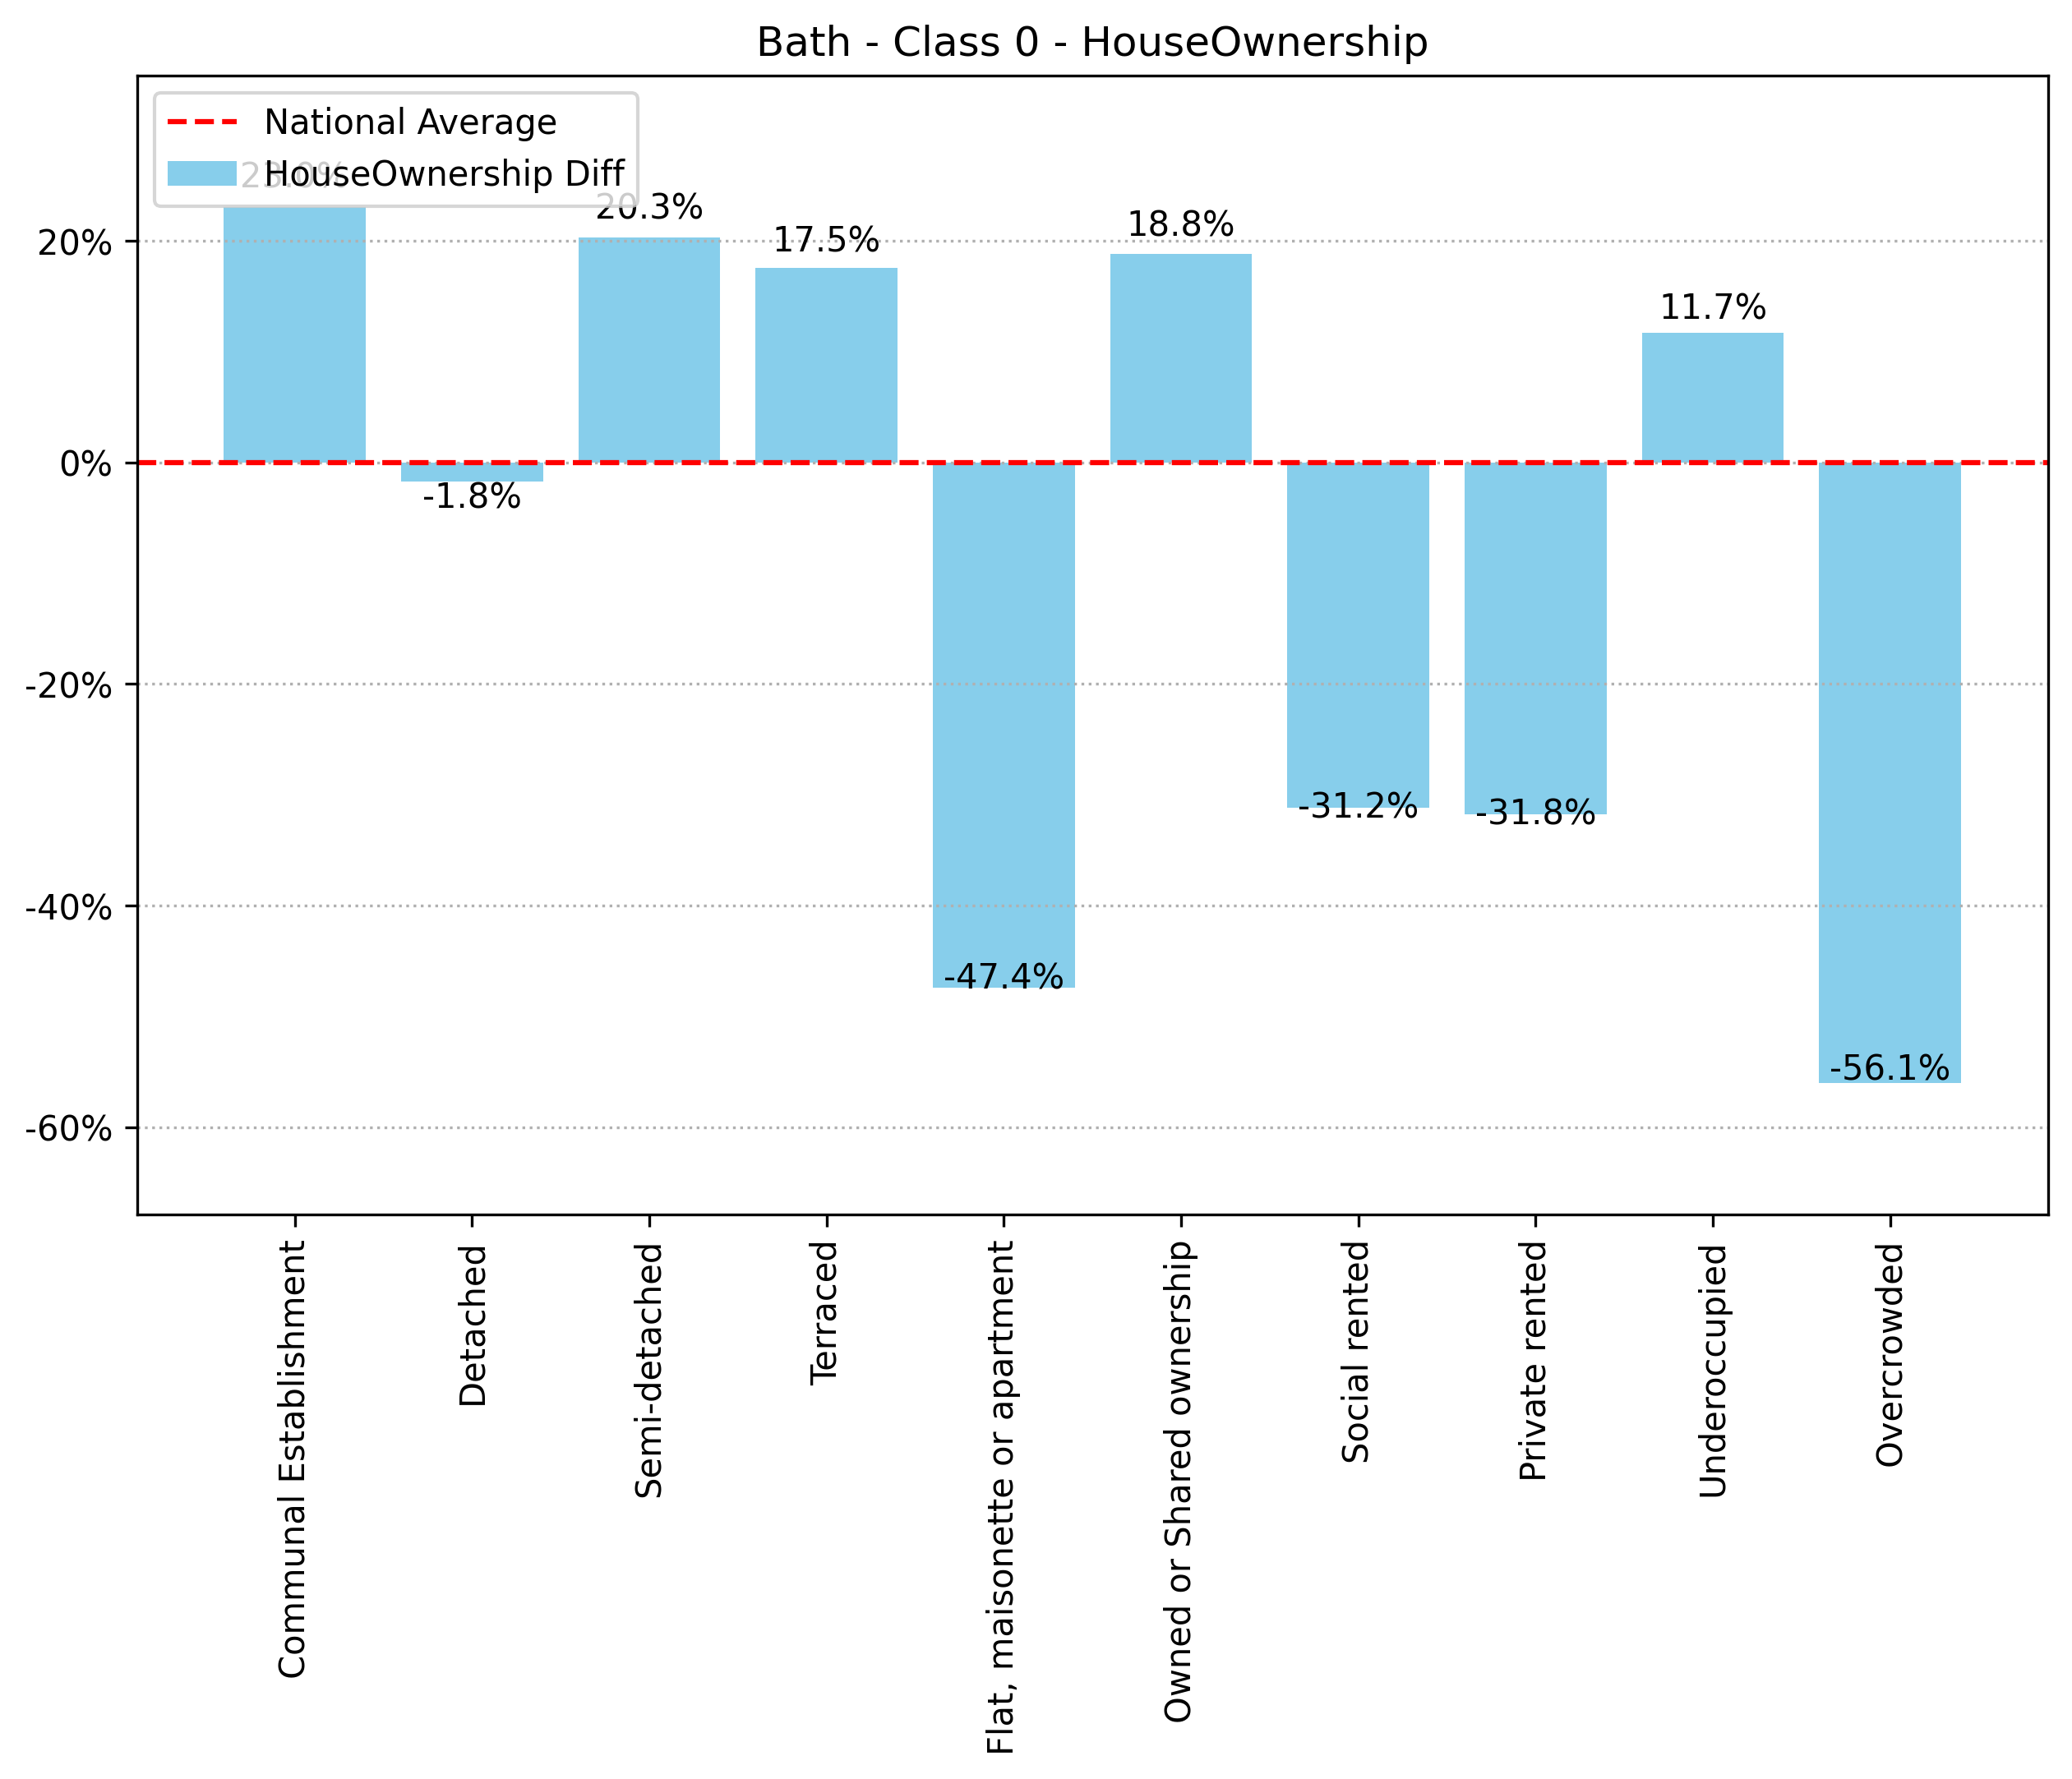 Bath - Class 0 - HouseOwnership
National Average
HouseOwnership Diff
20.3%
17.5%
18.8%
11.7%
-1.8%
-47.4%
-31.2%
-31.8%
-56.1%
20%
0%
-20%
-40%
-60%
Communal Establishment
Detached
Semi-detached
Terraced
Flat, maisonette or apartment
Owned or Shared ownership
Social rented
Private rented
Underoccupied
Overcrowded